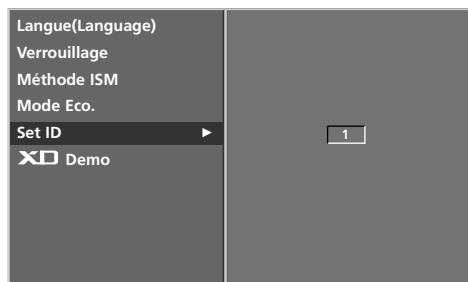 Langue(Language)
Verrouillage
Méthode ISM
Mode Eco.
Set ID ►
1
XD Demo